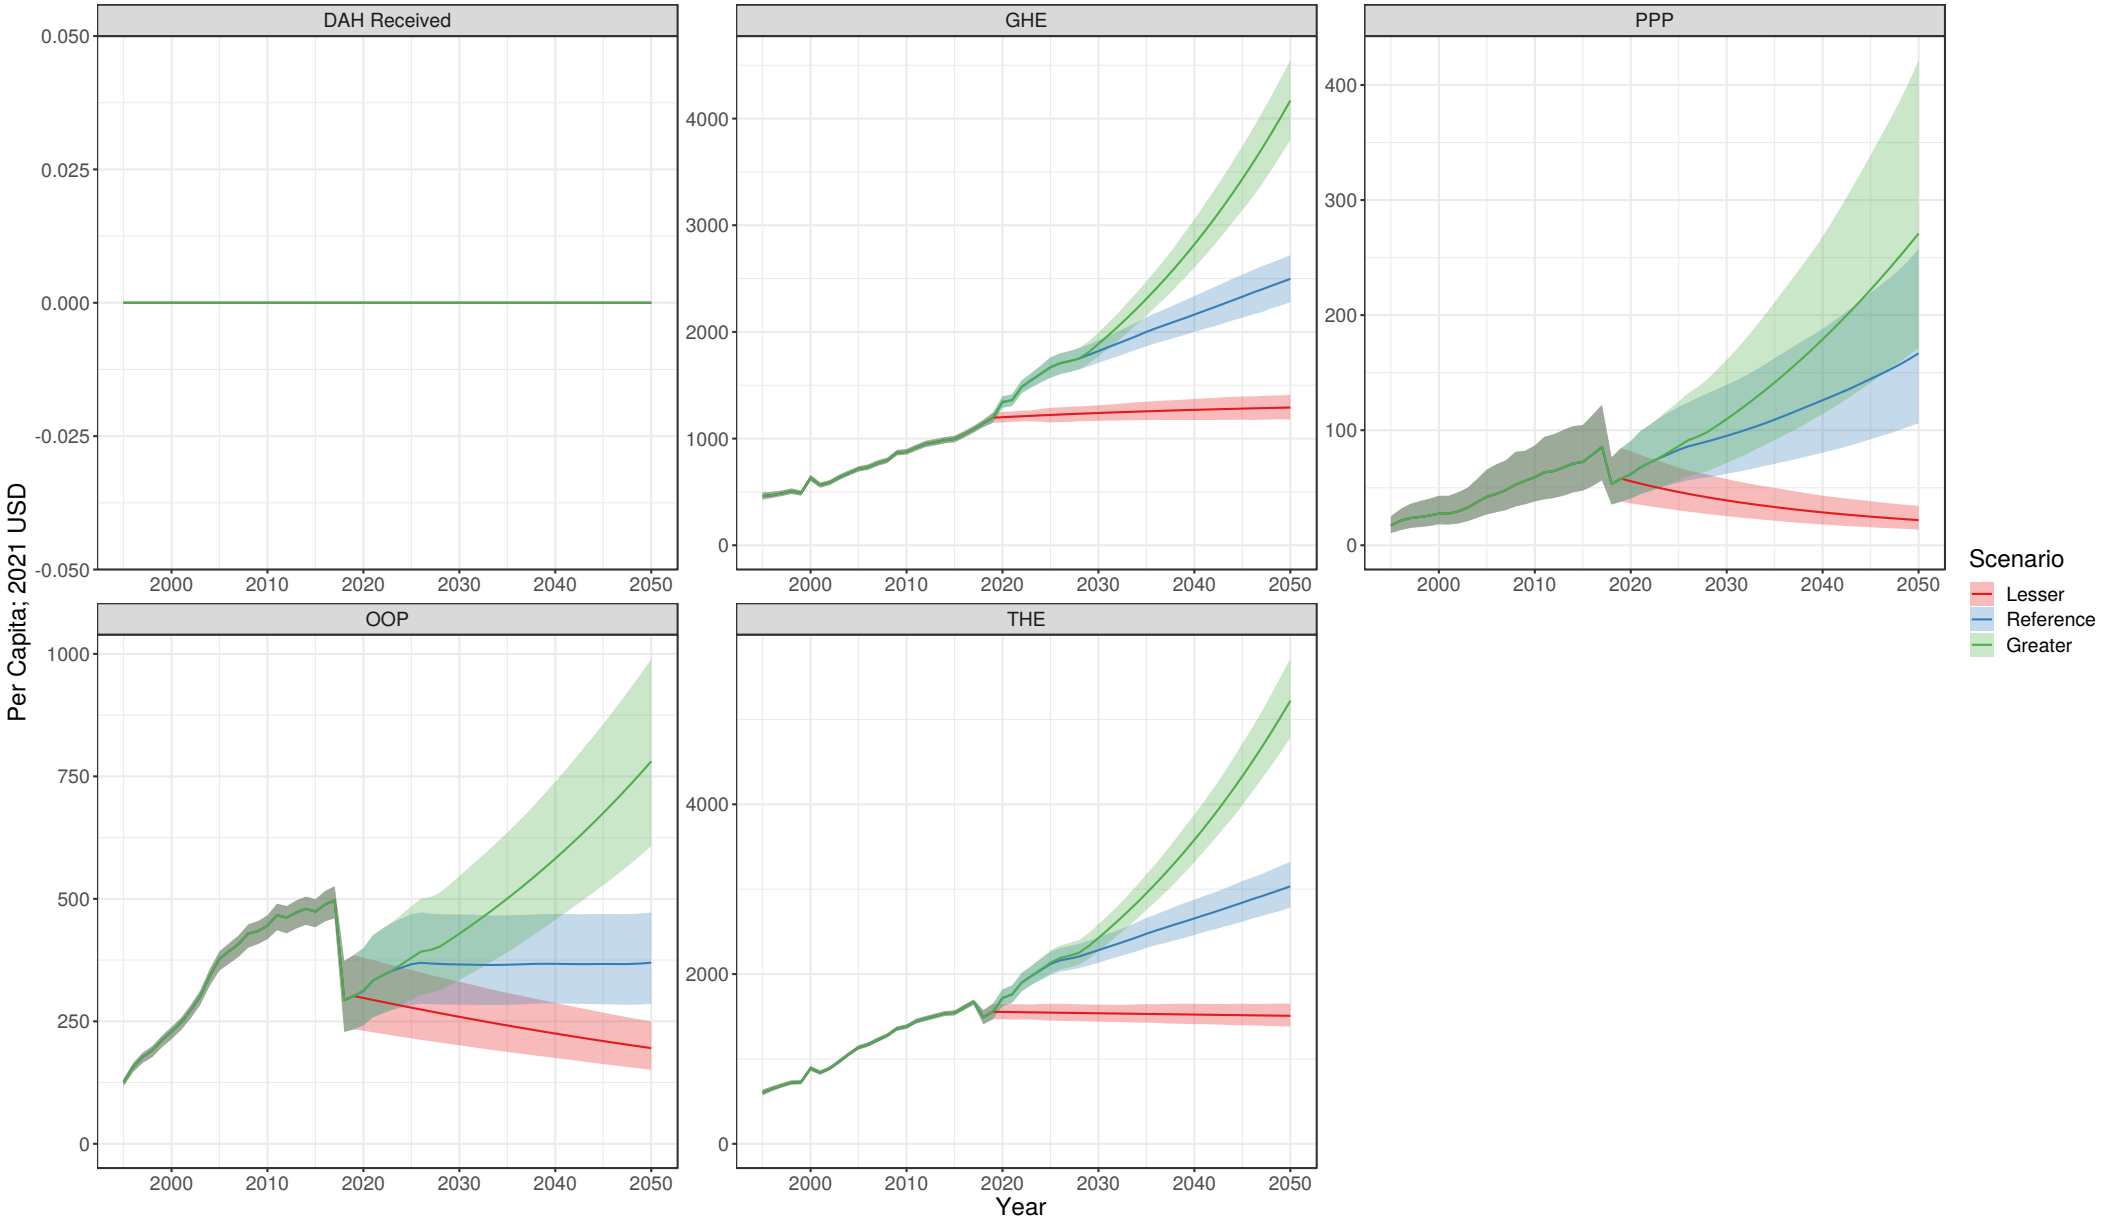 DAH Received
GHE
PPP
0.050
0.025
0.000
-0.025
-0.050
4000
3000
2000
1000
0
400
300
200
100
0
2000 2010 2020 2030 2040 2050
2000 2010 2020 2030 2040 2050
2000 2010 2020 2030 2040 2050
OOP
THE
1000
750
500
250
0
4000
2000
0
2000 2010 2020 2030 2040 2050
2000 2010 2020 2030 2040 2050
Year
Per Capita; 2021 USD
Scenario
Lesser
Reference
Greater